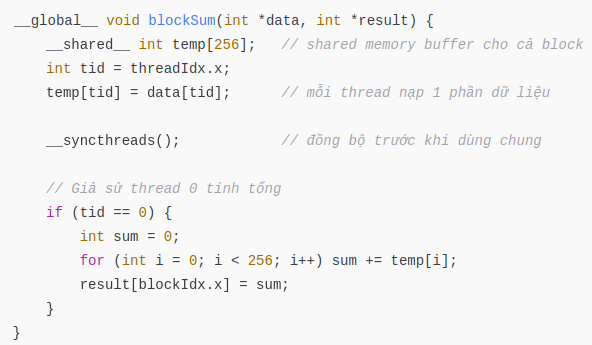 __global__ void blockSum(int *data, int *result) {
    __shared__ int temp[256];   // shared memory buffer cho cả block
    int tid = threadIdx.x;
    temp[tid] = data[tid];      // mỗi thread nạp 1 phần dữ liệu
    __syncthreads();            // đồng bộ trước khi dùng chung
    // Giả sử thread 0 tính tổng
    if (tid == 0) {
        int sum = 0;
        for (int i = 0; i < 256; i++) sum += temp[i];
        result[blockIdx.x] = sum;
    }
}